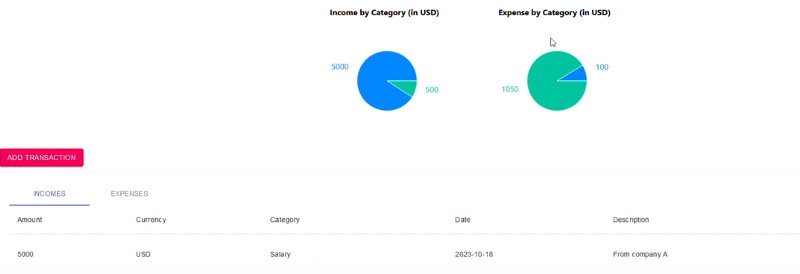 Income by Category (in USD) Expense by Category (in USD)
5000 100
500 1050
ADD TRANSACTION
INCOMES EXPENSES
Amount Currency Category Date Description
5000 USD Salary 2023-10-18 From company A